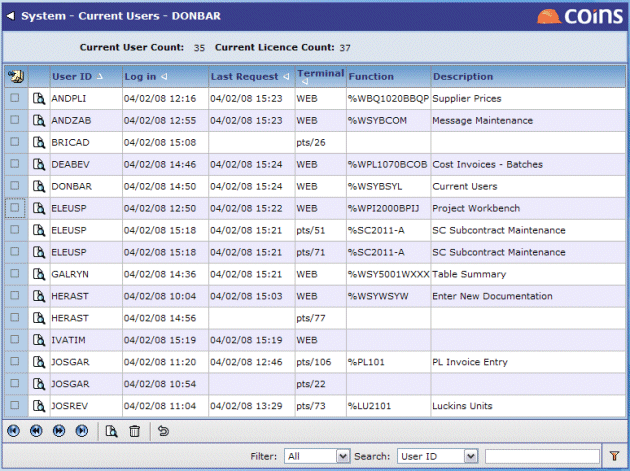 System - Current Users - DONBAR
coins
Current User Count: 35 Current Licence Count: 37
User ID Log in Last Request Terminal Function Description
ANDPLI 04/02/08 12:16 04/02/08 15:23 WEB %WBQ1020BBQP Supplier Prices
ANDZAB 04/02/08 12:55 04/02/08 15:23 WEB %WSYBCOM Message Maintenance
BRICAD 04/02/08 15:08 pts/26
DEABEV 04/02/08 14:46 04/02/08 15:24 WEB %WPL1070BCOB Cost Invoices - Batches
DONBAR 04/02/08 14:50 04/02/08 15:24 WEB %WSYBSYL Current Users
ELEUSP 04/02/08 12:50 04/02/08 15:22 WEB %WPI2000BPIJ Project Workbench
ELEUSP 04/02/08 15:18 04/02/08 15:21 pts/51 %SC2011-A SC Subcontract Maintenance
ELEUSP 04/02/08 15:18 04/02/08 15:21 pts/71 %SC2011-A SC Subcontract Maintenance
GALRYN 04/02/08 14:36 04/02/08 15:21 WEB %WSY5001WXXX Table Summary
HERAST 04/02/08 10:04 04/02/08 15:03 WEB %WSYWSYW Enter New Documentation
HERAST 04/02/08 14:56 pts/77
IVATIM 04/02/08 15:19 04/02/08 15:19 WEB
JOSGAR 04/02/08 11:20 04/02/08 12:46 pts/106 %PL101 PL Invoice Entry
JOSGAR 04/02/08 10:54 pts/22
JOSREV 04/02/08 11:04 04/02/08 13:29 pts/73 %LU2101 Luckins Units
Filter: All Search: User ID